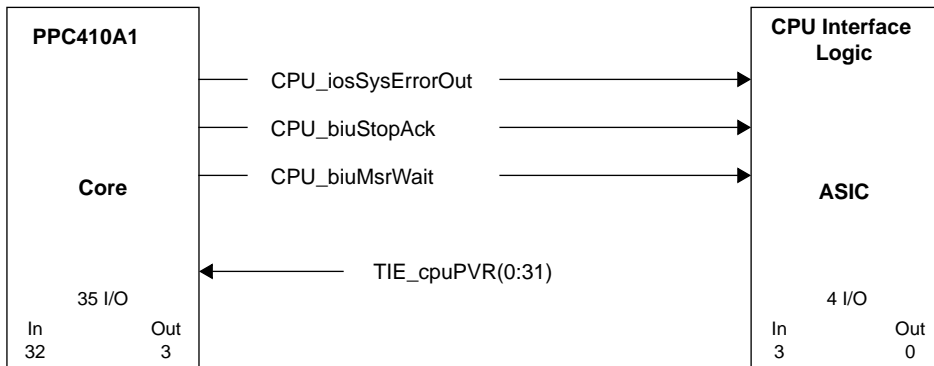 PPC410A1
CPU Interface
Logic
CPU_iosSysErrorOut
CPU_biuStopAck
CPU_biuMsrWait
Core
ASIC
TIE_cpuPVR(0:31)
35 I/O
4 I/O
In Out
In Out
32 3
3 0